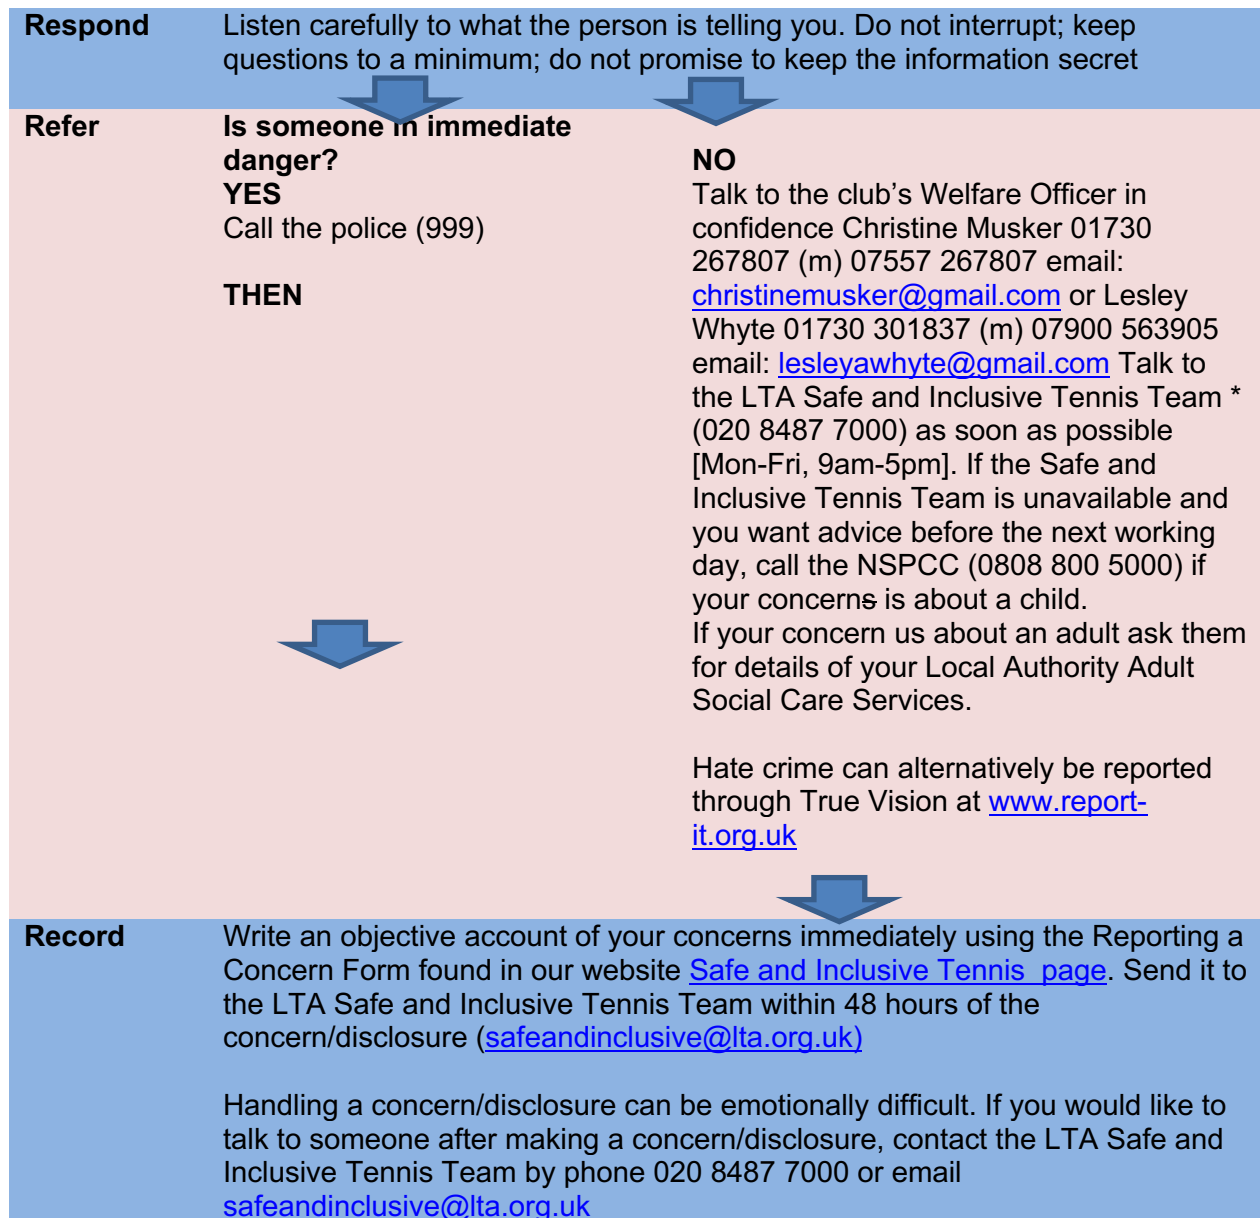 Respond
Listen carefully to what the person is telling you. Do not interrupt; keep
questions to a minimum; do not promise to keep the information secret
Refer
Is someone in immediate
danger?
YES
Call the police (999)
THEN
NO
Talk to the club’s Welfare Officer in
confidence Christine Musker 01730
267807 (m) 07557 267807 email:
christinemusker@gmail.com or Lesley
Whyte 01730 301837 (m) 07900 563905
email: lesleyawhyte@gmail.com Talk to
the LTA Safe and Inclusive Tennis Team *
(020 8487 7000) as soon as possible
[Mon-Fri, 9am-5pm]. If the Safe and
Inclusive Tennis Team is unavailable and
you want advice before the next working
day, call the NSPCC (0808 800 5000) if
your concerns is about a child.
If your concern us about an adult ask them
for details of your Local Authority Adult
Social Care Services.
Hate crime can alternatively be reported
through True Vision at www.report-
it.org.uk
Record
Write an objective account of your concerns immediately using the Reporting a
Concern Form found in our website Safe and Inclusive Tennis  page. Send it to
the LTA Safe and Inclusive Tennis Team within 48 hours of the
concern/disclosure (safeandinclusive@lta.org.uk)
Handling a concern/disclosure can be emotionally difficult. If you would like to
talk to someone after making a concern/disclosure, contact the LTA Safe and
Inclusive Tennis Team by phone 020 8487 7000 or email
safeandinclusive@lta.org.uk